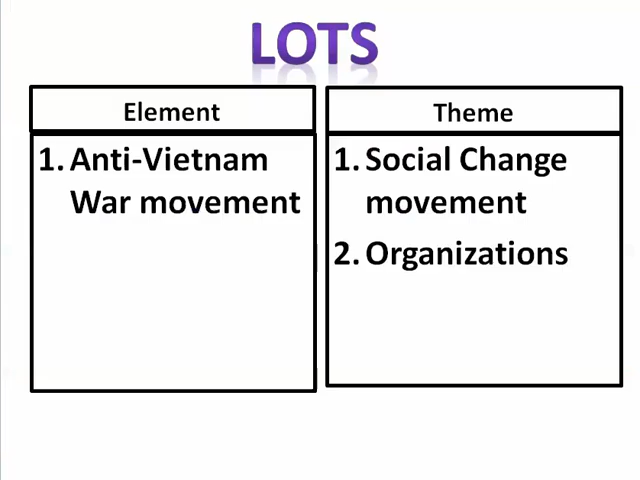 LOTS
Element
1. Anti-Vietnam
War movement
Theme
1. Social Change
movement
2. Organizations